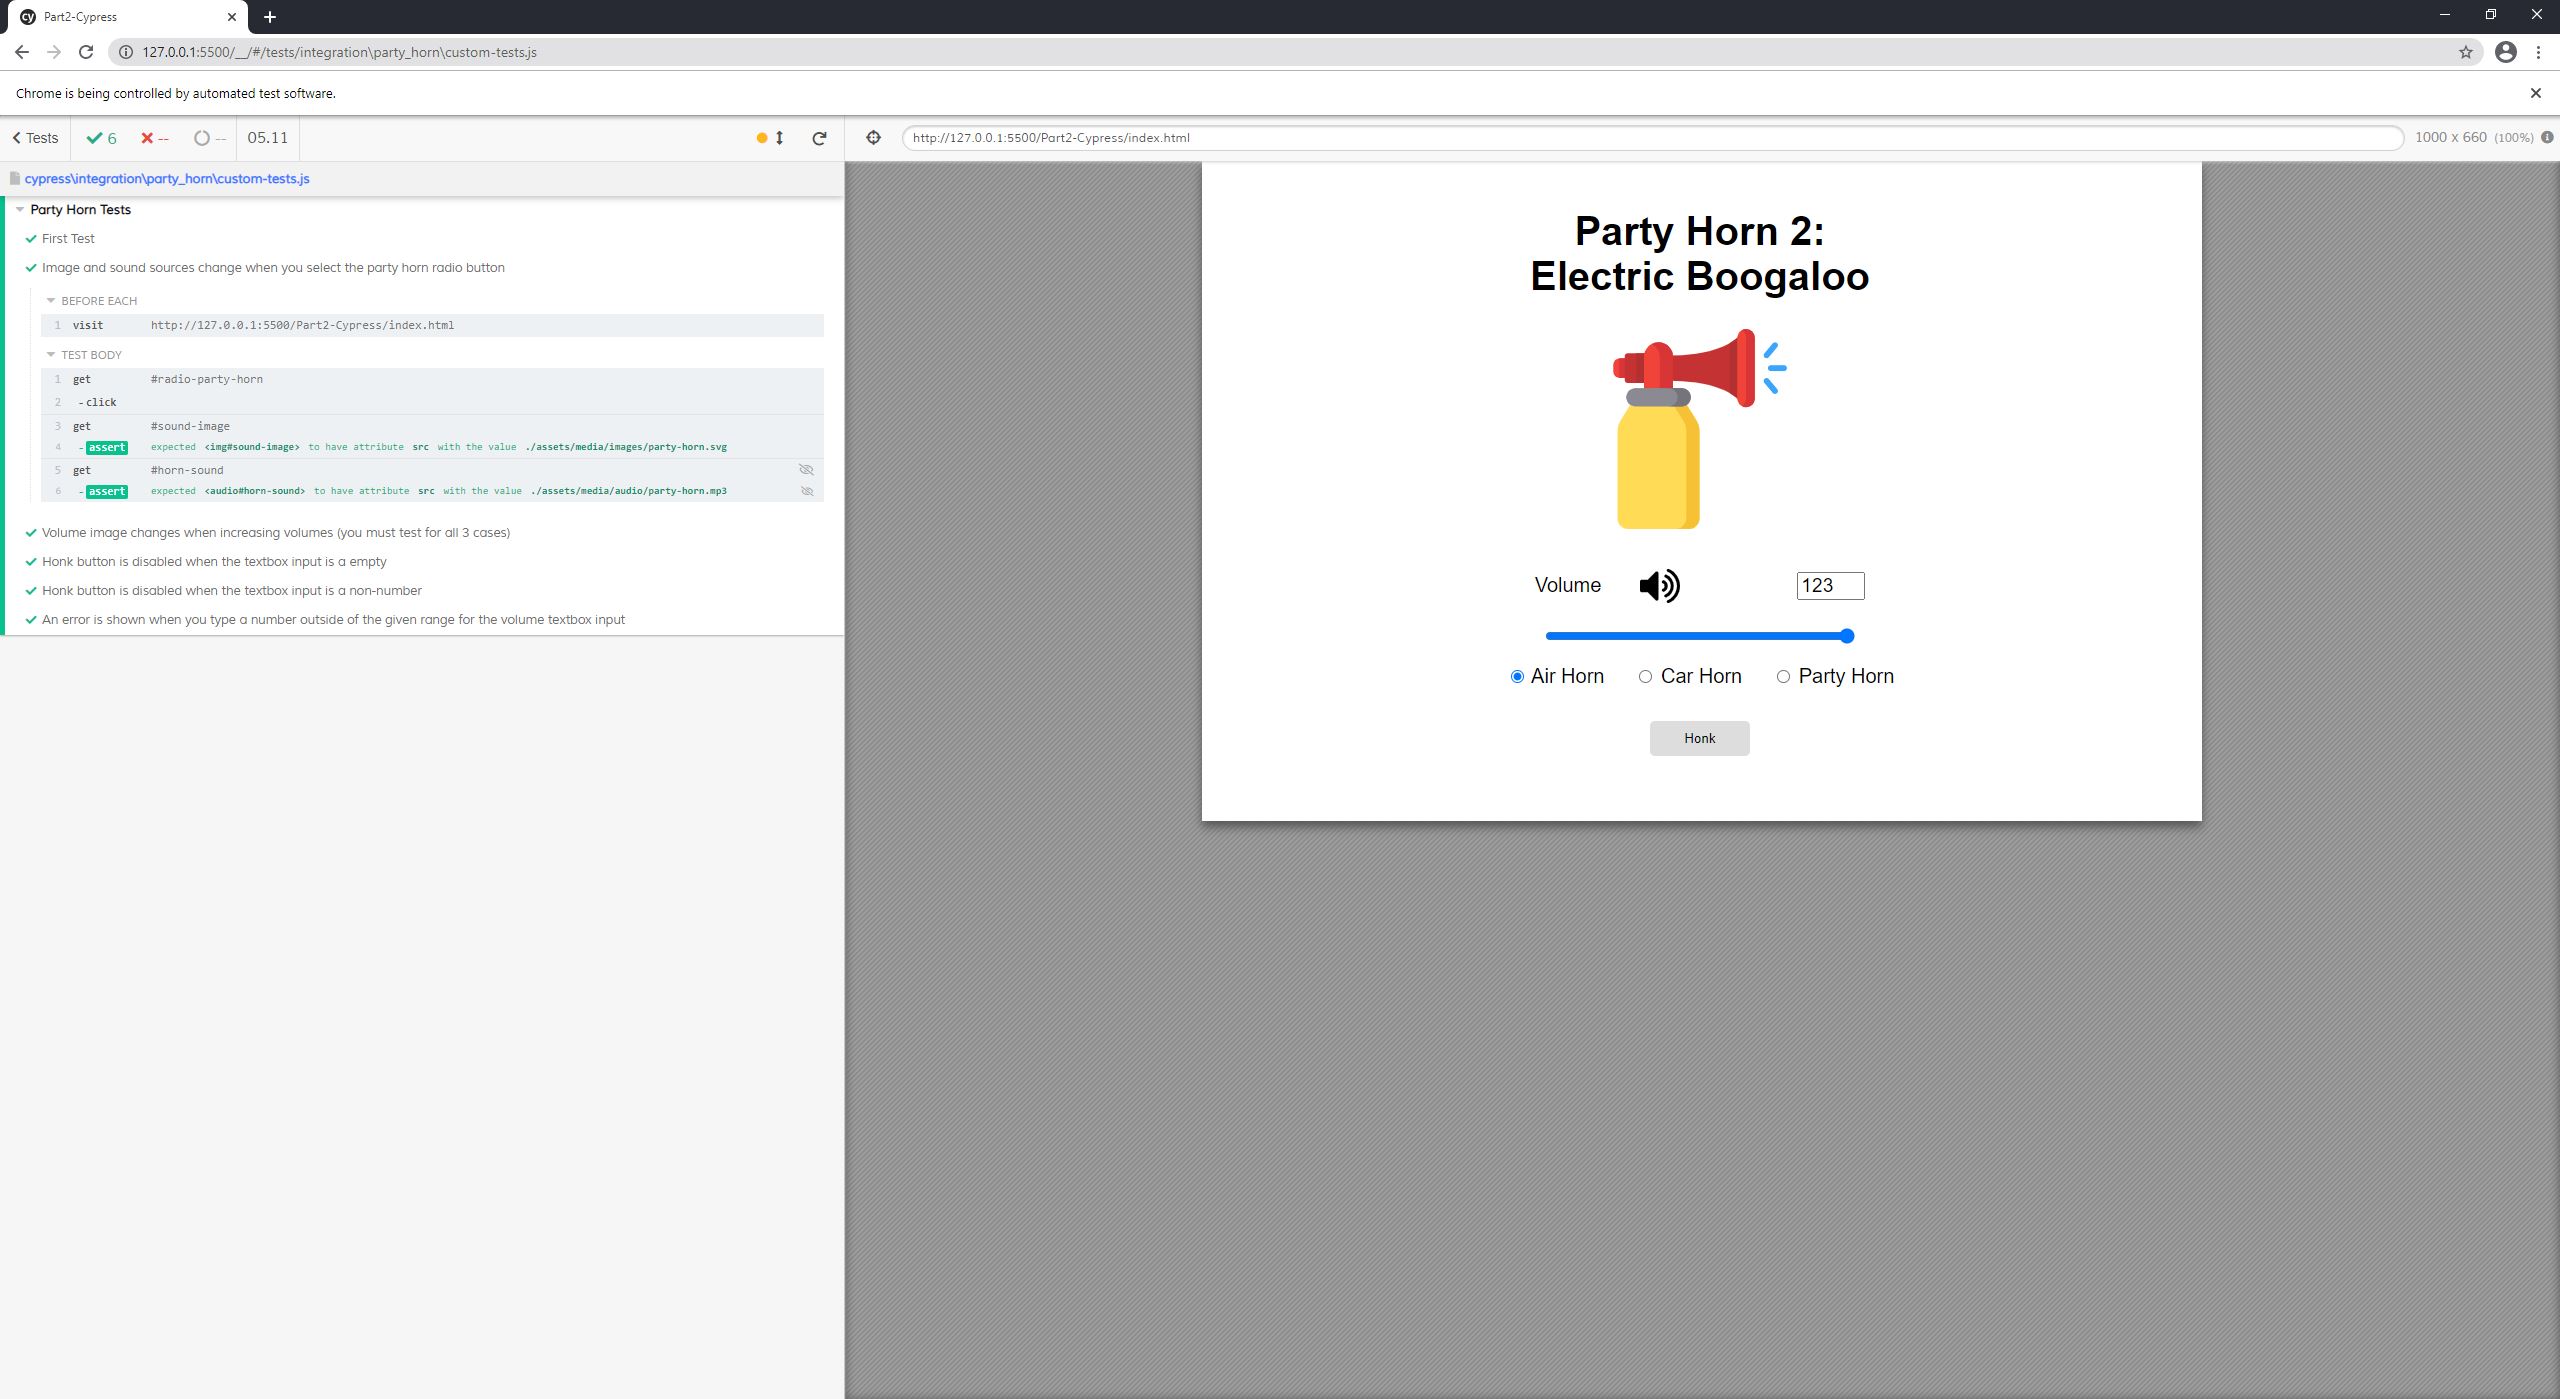 Part2-Cypress
127.0.0.1:5500/__/#/tests/integration\party_horn\custom-tests.js
Chrome is being controlled by automated test software.
Tests 6 -- -- 05.11
http://127.0.0.1:5500/Part2-Cypress/index.html 1000 x 660 (100%)
cypress\integration\party_horn\custom-tests.js
Party Horn Tests
First Test
Image and sound sources change when you select the party horn radio button
BEFORE EACH
1 visit http://127.0.0.1:5500/Part2-Cypress/index.html
TEST BODY
1 get #radio-party-horn
2 -click
3 get #sound-image
4 -assert expected <img#sound-image> to have attribute src with the value ./assets/media/images/party-horn.svg
5 get #horn-sound
6 -assert expected <audio#horn-sound> to have attribute src with the value ./assets/media/audio/party-horn.mp3
Volume image changes when increasing volumes (you must test for all 3 cases)
Honk button is disabled when the textbox input is a empty
Honk button is disabled when the textbox input is a non-number
An error is shown when you type a number outside of the given range for the volume textbox input
Party Horn 2:
Electric Boogaloo
Volume 123
Air Horn Car Horn Party Horn
Honk